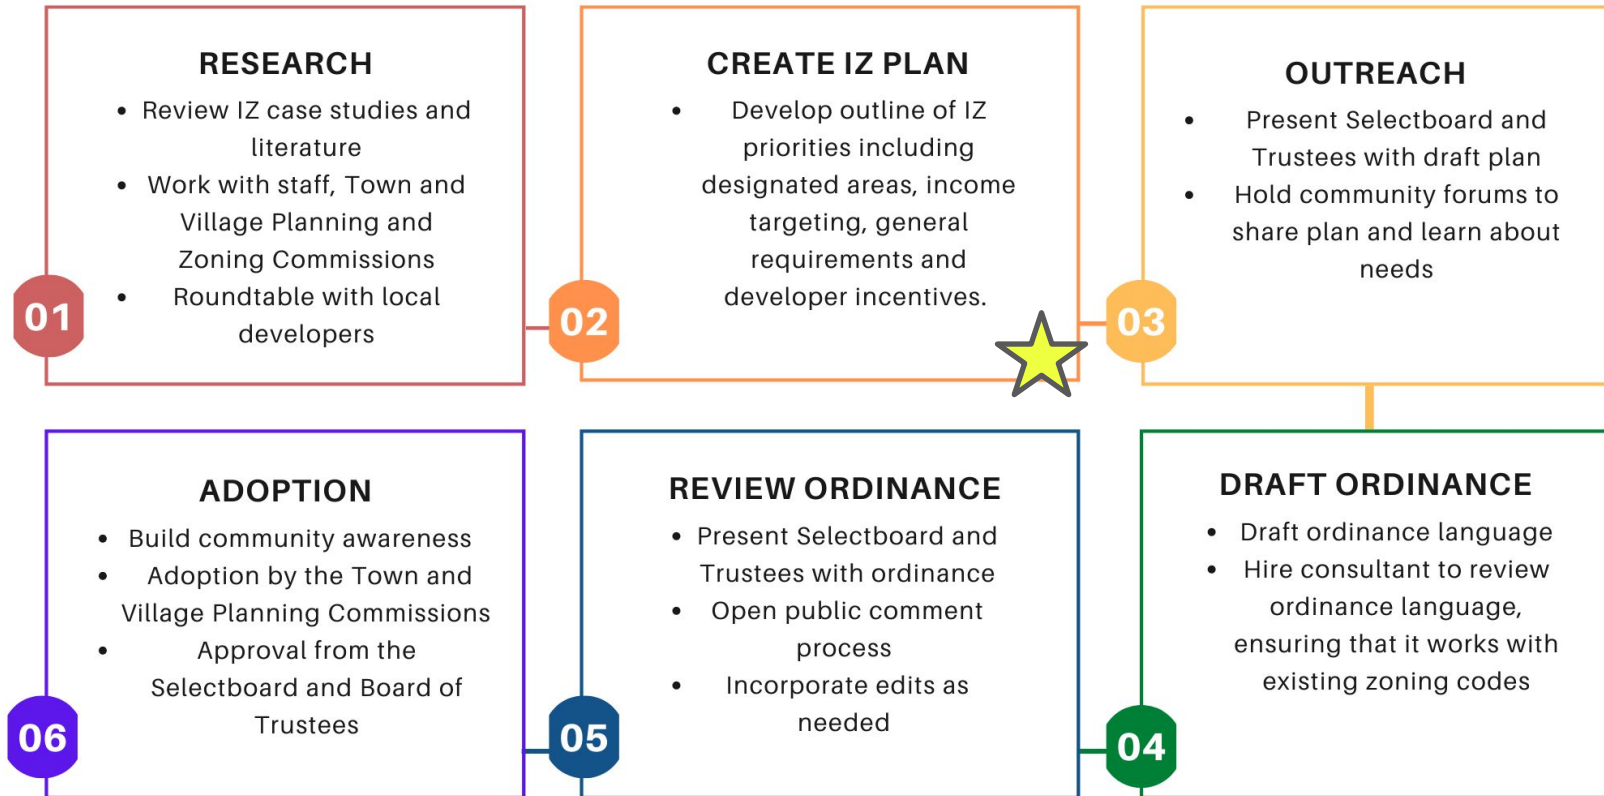 RESEARCH
• Review IZ case studies and
literature
• Work with staff, Town and
Village Planning and
Zoning Commissions
• Roundtable with local
developers
01
CREATE IZ PLAN
• Develop outline of IZ
priorities including
designated areas, income
targeting, general
requirements and
developer incentives.
02
OUTREACH
• Present Selectboard and
Trustees with draft plan
• Hold community forums to
share plan and learn about
needs
03
DRAFT ORDINANCE
• Draft ordinance language
• Hire consultant to review
ordinance language,
ensuring that it works with
existing zoning codes
04
REVIEW ORDINANCE
• Present Selectboard and
Trustees with ordinance
• Open public comment
process
• Incorporate edits as
needed
05
ADOPTION
• Build community awareness
• Adoption by the Town and
Village Planning Commissions
• Approval from the
Selectboard and Board of
Trustees
06